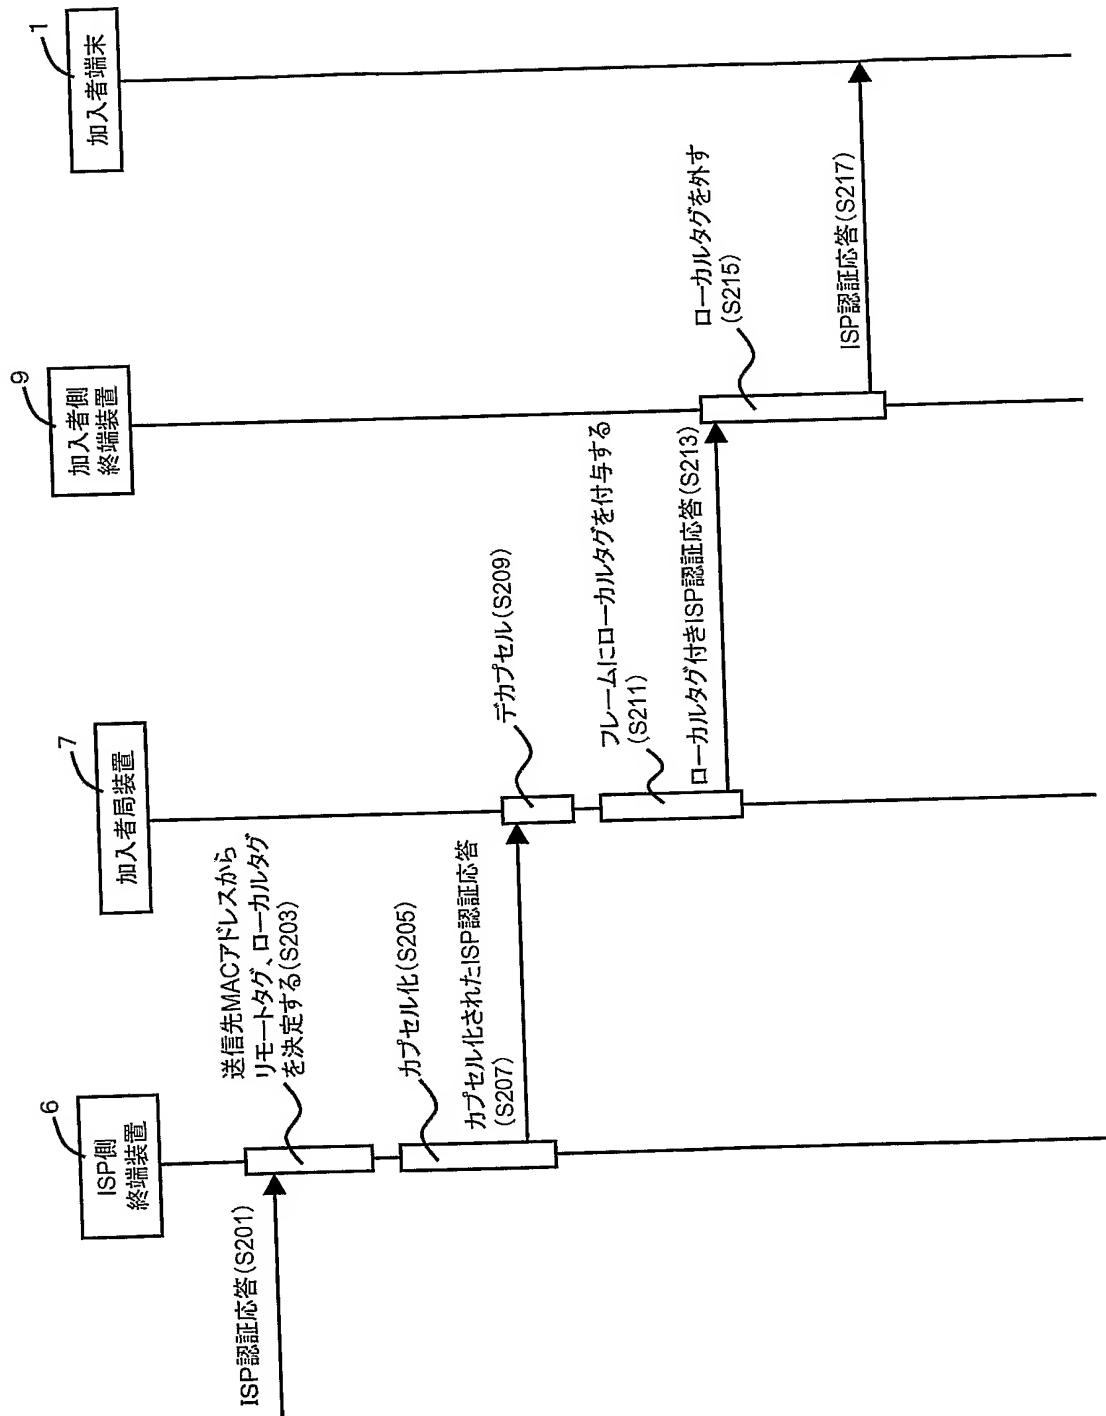 6
ISP側
終端装置
7
加入者局装置
9
加入者側
終端装置
1
加入者端末
ISP認証応答(S201)
送信先MACアドレスから
リモートタグ、ローカルタグ
を決定する(S203)
カプセル化(S205)
カプセル化されたISP認証応答
(S207)
デカプセル(S209)
フレームにローカルタグを付与する
(S211)
ローカルタグ付きISP認証応答(S213)
ローカルタグを外す
(S215)
ISP認証応答(S217)